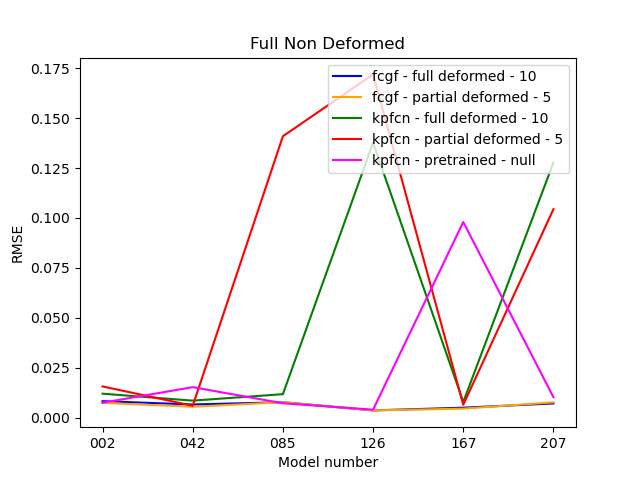 Full Non Deformed
0.175
0.150
0.125
0.100
0.075
0.050
0.025
0.000
RMSE
fcgf - full deformed - 10
fcgf - partial deformed - 5
kpfcn - full deformed - 10
kpfcn - partial deformed - 5
kpfcn - pretrained - null
002 042 085 126 167 207
Model number